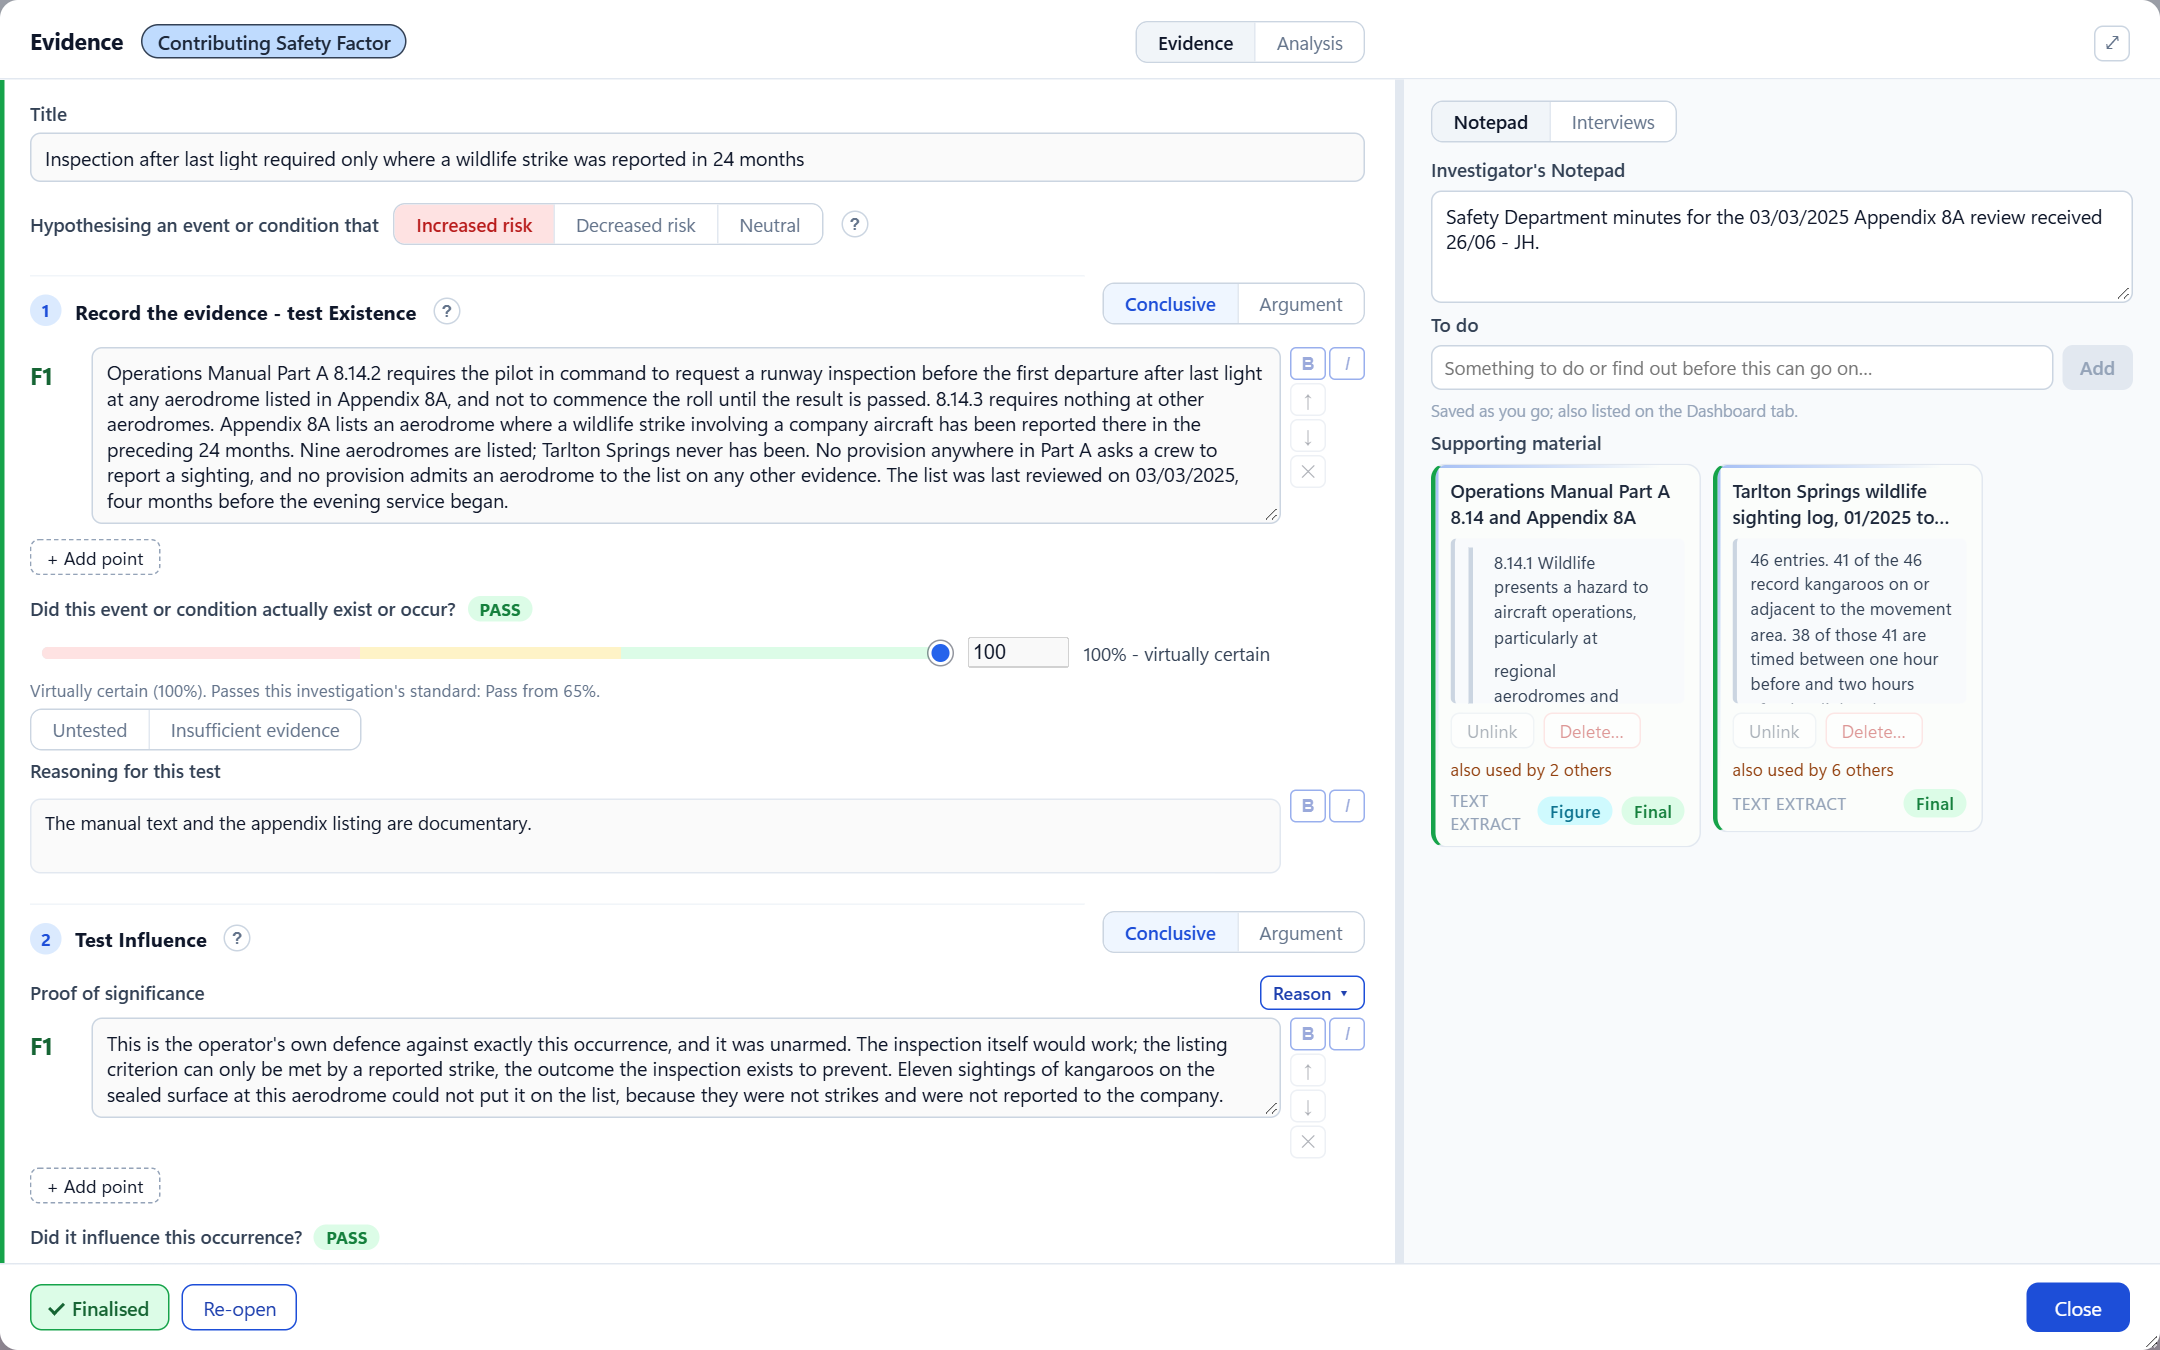 Evidence
Contributing Safety Factor
Evidence
Analysis
Title
Inspection after last light required only where a wildlife strike was reported in 24 months
Hypothesising an event or condition that
Increased risk
Decreased risk
Neutral
?
1
Record the evidence - test Existence
?
Conclusive
Argument
F1
Operations Manual Part A 8.14.2 requires the pilot in command to request a runway inspection before the first departure after last light
at any aerodrome listed in Appendix 8A, and not to commence the roll until the result is passed. 8.14.3 requires nothing at other
aerodromes. Appendix 8A lists an aerodrome where a wildlife strike involving a company aircraft has been reported there in the
preceding 24 months. Nine aerodromes are listed; Tarlton Springs never has been. No provision anywhere in Part A asks a crew to
report a sighting, and no provision admits an aerodrome to the list on any other evidence. The list was last reviewed on 03/03/2025,
four months before the evening service began.
B
I
↑
↓
×
+ Add point
Did this event or condition actually exist or occur?
PASS
100
100% - virtually certain
Virtually certain (100%). Passes this investigation's standard: Pass from 65%.
Untested
Insufficient evidence
Reasoning for this test
The manual text and the appendix listing are documentary.
B
I
2
Test Influence
?
Conclusive
Argument
Proof of significance
Reason ▾
F1
This is the operator's own defence against exactly this occurrence, and it was unarmed. The inspection itself would work; the listing
criterion can only be met by a reported strike, the outcome the inspection exists to prevent. Eleven sightings of kangaroos on the
sealed surface at this aerodrome could not put it on the list, because they were not strikes and were not reported to the company.
B
I
↑
↓
×
+ Add point
Did it influence this occurrence?
PASS
✓ Finalised
Re-open
Notepad
Interviews
Investigator's Notepad
Safety Department minutes for the 03/03/2025 Appendix 8A review received
26/06 - JH.
To do
Something to do or find out before this can go on...
Add
Saved as you go; also listed on the Dashboard tab.
Supporting material
Operations Manual Part A
8.14 and Appendix 8A
8.14.1 Wildlife
presents a hazard to
aircraft operations,
particularly at
regional
aerodromes and
Unlink
Delete...
also used by 2 others
TEXT
EXTRACT
Figure
Final
Tarlton Springs wildlife
sighting log, 01/2025 to...
46 entries. 41 of the 46
record kangaroos on or
adjacent to the movement
area. 38 of those 41 are
timed between one hour
before and two hours
Unlink
Delete...
also used by 6 others
TEXT EXTRACT
Final
Close